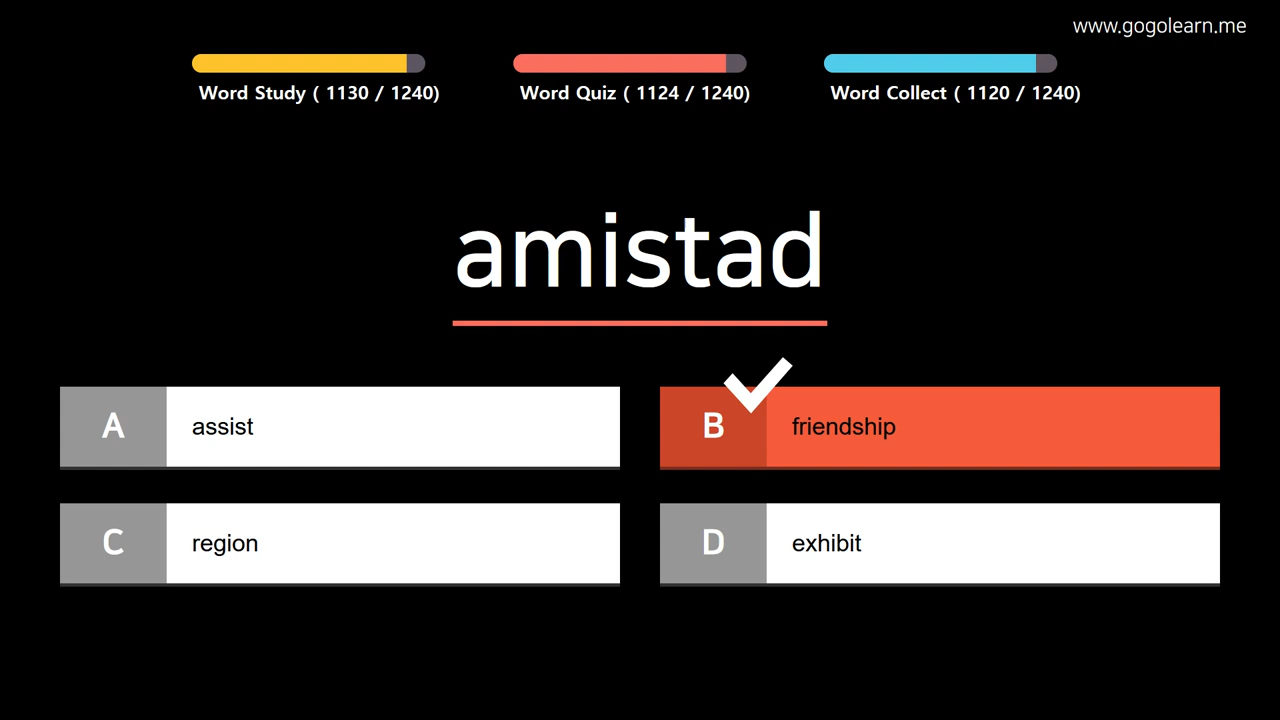 www.gogolearn.me
Word Study ( 1130 / 1240)
Word Quiz ( 1124 / 1240)
Word Collect ( 1120 / 1240)
amistad
A assist
B friendship
C region
D exhibit